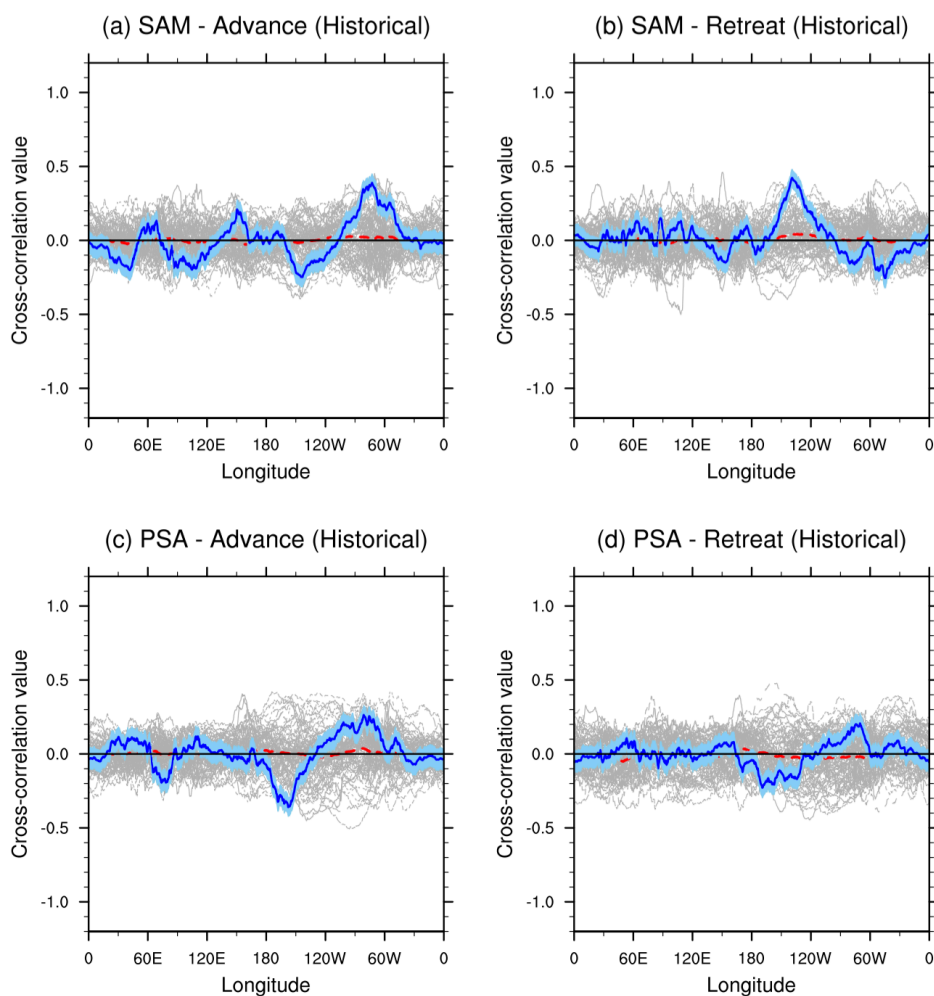 (a) SAM - Advance (Historical)
Cross-correlation value
1.0
0.5
0.0
-0.5
-1.0
0 60E 120E 180 120W 60W 0
Longitude
(b) SAM - Retreat (Historical)
Cross-correlation value
1.0
0.5
0.0
-0.5
-1.0
0 60E 120E 180 120W 60W 0
Longitude
(c) PSA - Advance (Historical)
Cross-correlation value
1.0
0.5
0.0
-0.5
-1.0
0 60E 120E 180 120W 60W 0
Longitude
(d) PSA - Retreat (Historical)
Cross-correlation value
1.0
0.5
0.0
-0.5
-1.0
0 60E 120E 180 120W 60W 0
Longitude